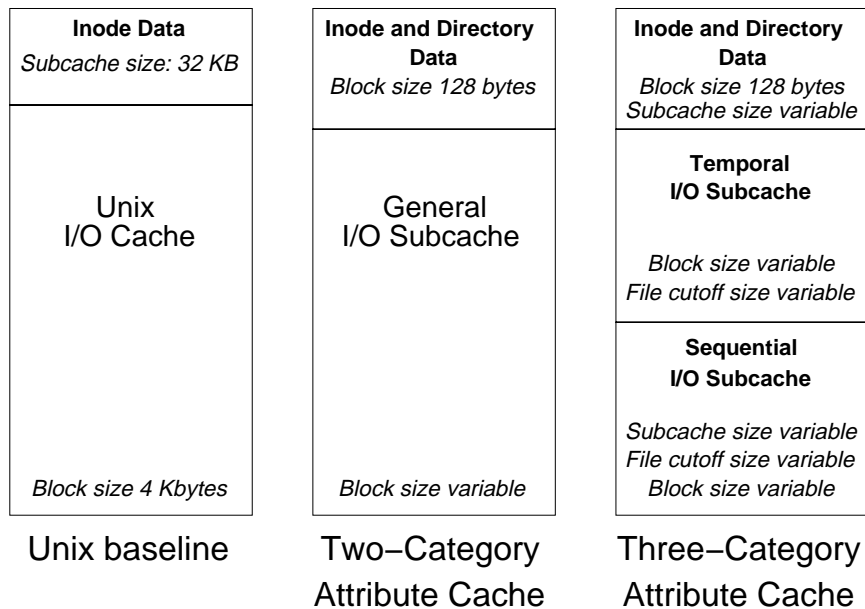 Inode Data
Subcache size: 32 KB
Unix
I/O Cache
Block size 4 Kbytes
Unix baseline
Inode and Directory
Data
Block size 128 bytes
General
I/O Subcache
Block size variable
Two−Category
Attribute Cache
Inode and Directory
Data
Block size 128 bytes
Subcache size variable
Temporal
I/O Subcache
Block size variable
File cutoff size variable
Sequential
I/O Subcache
Subcache size variable
File cutoff size variable
Block size variable
Three−Category
Attribute Cache